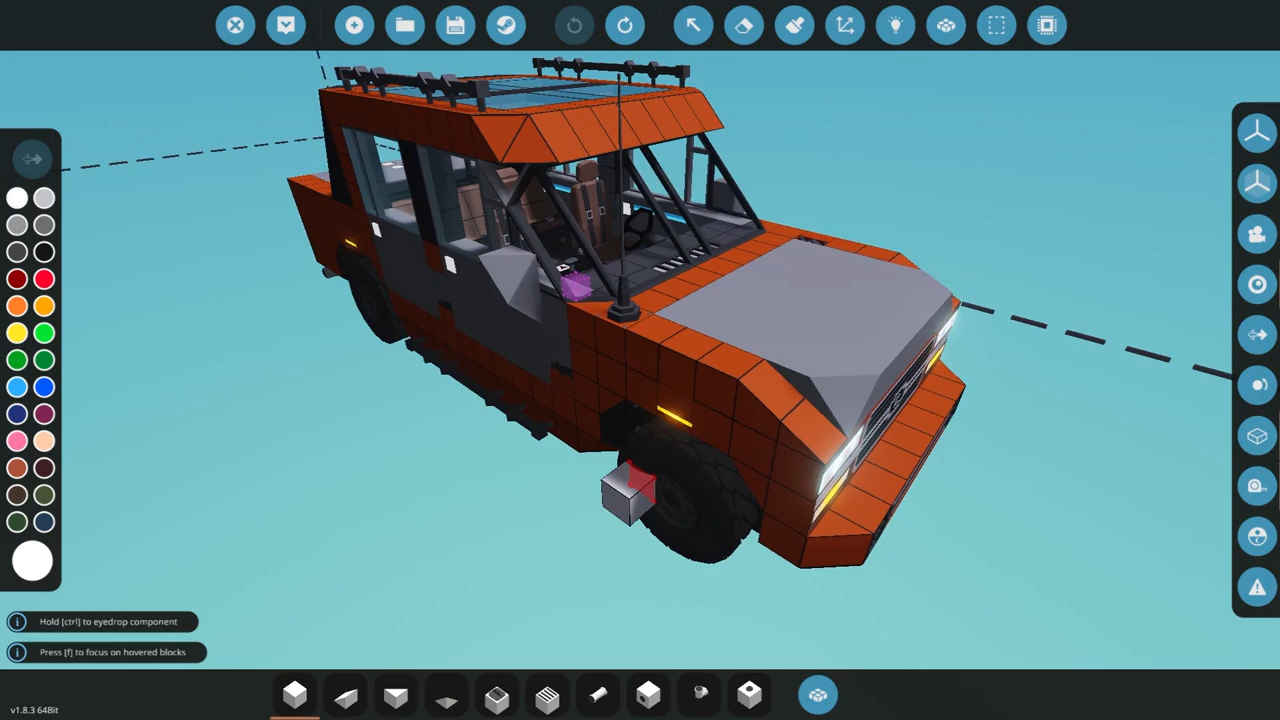 Hold [ctrl] to eyedrop component
Press [f] to focus on hovered blocks
v1.8.3 64Bit